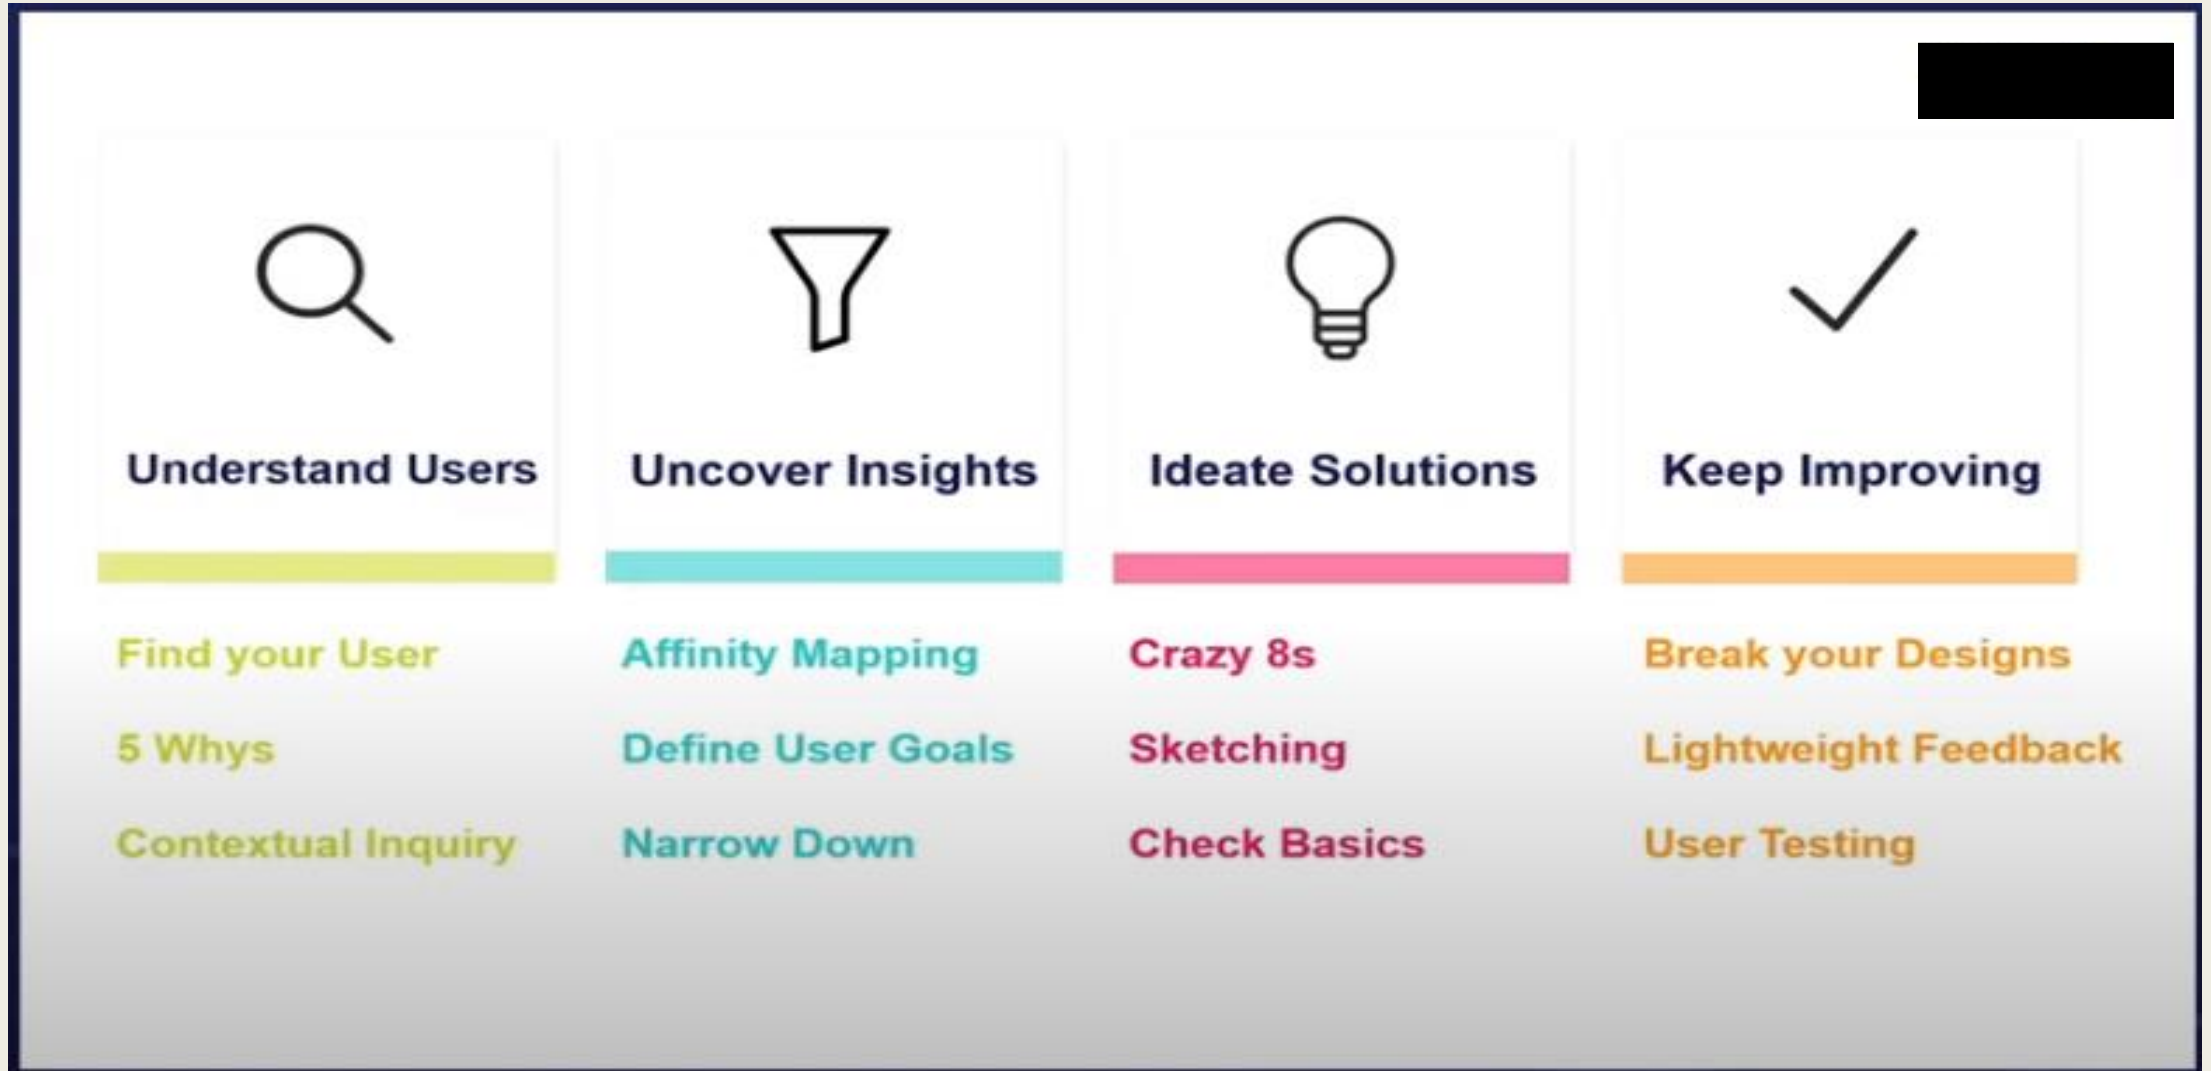 Understand Users
Find your User
5 Whys
Contextual Inquiry
Uncover Insights
Affinity Mapping
Define User Goals
Narrow Down
Ideate Solutions
Crazy 8s
Sketching
Check Basics
Keep Improving
Break your Designs
Lightweight Feedback
User Testing